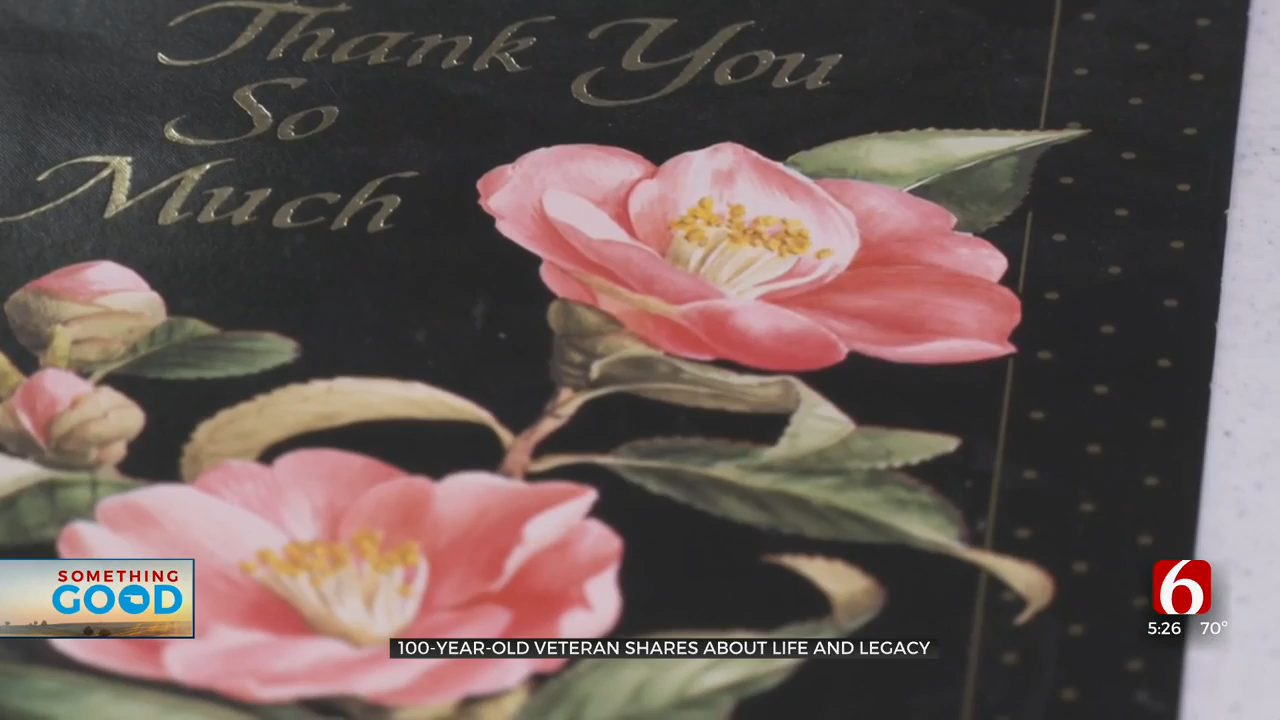 Thank You
So
Much
SOMETHING
GOOD
6
5:26 70°
100-YEAR-OLD VETERAN SHARES ABOUT LIFE AND LEGACY